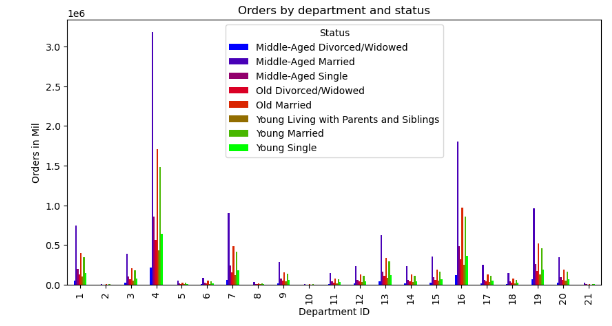 Orders by department and status
1e6
Status
Middle-Aged Divorced/Widowed
Middle-Aged Married
Middle-Aged Single
Old Divorced/Widowed
Old Married
Young Living with Parents and Siblings
Young Married
Young Single
Orders in Mil
3.0
2.5
2.0
1.5
1.0
0.5
0.0
1 2 3 4 5 6 7 8 9 10 11 12 13 14 15 16 17 18 19 20 21
Department ID